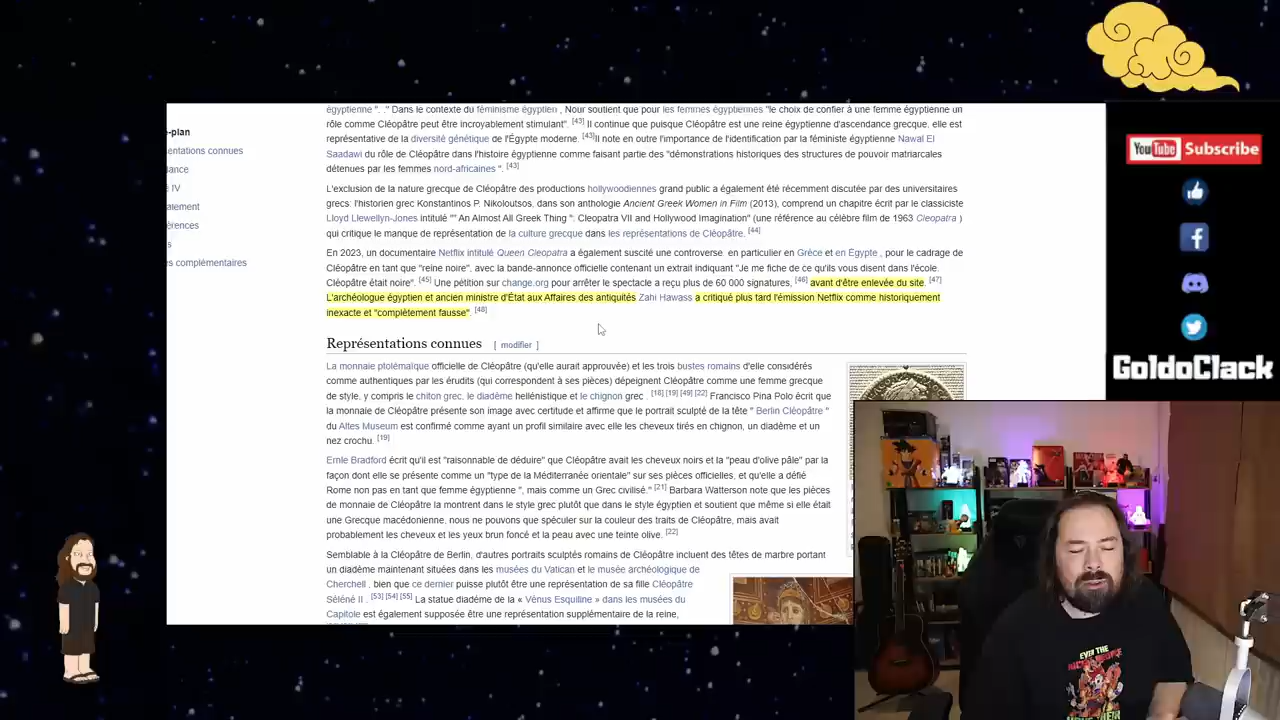 égyptienne ". ." Dans le contexte du féminisme égyptien , Nour soutient que pour les femmes égyptiennes "le choix de confier à une femme égyptienne un
rôle comme Cléopâtre peut être incroyablement stimulant". [43] Il continue que puisque Cléopâtre est une reine égyptienne d'ascendance grecque, elle est
représentative de la diversité génétique de l'Égypte moderne. [43]Il note en outre l'importance de l'identification par la féministe égyptienne Nawal El
Saadawi du rôle de Cléopâtre dans l'histoire égyptienne comme faisant partie des "démonstrations historiques des structures de pouvoir matriarcales
détenues par les femmes nord-africaines ". [43]
L'exclusion de la nature grecque de Cléopâtre des productions hollywoodiennes grand public a également été récemment discutée par des universitaires
grecs: l'historien grec Konstantinos P. Nikoloutsos, dans son anthologie Ancient Greek Women in Film (2013), comprend un chapitre écrit par le classiciste
Lloyd Llewellyn-Jones intitulé "" An Almost All Greek Thing ": Cleopatra VII and Hollywood Imagination" (une référence au célèbre film de 1963 Cleopatra )
qui critique le manque de représentation de la culture grecque dans les représentations de Cléopâtre. [44]
En 2023, un documentaire Netflix intitulé Queen Cleopatra a également suscité une controverse, en particulier en Grèce et en Égypte , pour le cadrage de
Cléopâtre en tant que "reine noire", avec la bande-annonce officielle contenant un extrait indiquant "Je me fiche de ce qu'ils vous disent dans l'école.
Cléopâtre était noire". [45] Une pétition sur change.org pour arrêter le spectacle a reçu plus de 60 000 signatures, [46] avant d'être enlevée du site. [47]
L'archéologue égyptien et ancien ministre d'État aux Affaires des antiquités Zahi Hawass a critiqué plus tard l'émission Netflix comme historiquement
inexacte et "complètement fausse". [48]
Représentations connues [ modifier ]
La monnaie ptolémaïque officielle de Cléopâtre (qu'elle aurait approuvée) et les trois bustes romains d'elle considérés
comme authentiques par les érudits (qui correspondent à ses pièces) dépeignent Cléopâtre comme une femme grecque
de style, y compris le chiton grec, le diadème hellénistique et le chignon grec . [18] [19] [49] [22] Francisco Pina Polo écrit que
la monnaie de Cléopâtre présente son image avec certitude et affirme que le portrait sculpté de la tête " Berlin Cléopâtre "
du Altes Museum est confirmé comme ayant un profil similaire avec elle les cheveux tirés en chignon, un diadème et un
nez crochu. [19]
Ernle Bradford écrit qu'il est "raisonnable de déduire" que Cléopâtre avait les cheveux noirs et la "peau d'olive pâle" par la
façon dont elle se présente comme un "type de la Méditerranée orientale" sur ses pièces officielles, et qu'elle a défié
Rome non pas en tant que femme égyptienne ", mais comme un Grec civilisé." [21] Barbara Watterson note que les pièces
de monnaie de Cléopâtre la montrent dans le style grec plutôt que dans le style égyptien et soutient que même si elle était
une Grecque macédonienne, nous ne pouvons que spéculer sur la couleur des traits de Cléopâtre, mais avait
probablement les cheveux et les yeux brun foncé et la peau avec une teinte olive. [22]
Semblable à la Cléopâtre de Berlin, d'autres portraits sculptés romains de Cléopâtre incluent des têtes de marbre portant
un diadème maintenant situées dans les musées du Vatican et le musée archéologique de
Cherchell , bien que ce dernier puisse plutôt être une représentation de sa fille Cléopâtre
Séléné II . [53] [54] [55] La statue diadème de la « Vénus Esquiline » dans les musées du
Capitole est également supposée être une représentation supplémentaire de la reine,
e-plan
entations connues
lance
IV
alement
érences
s
es complémentaires
YouTube Subscribe
GoldoClack
EVEN THE